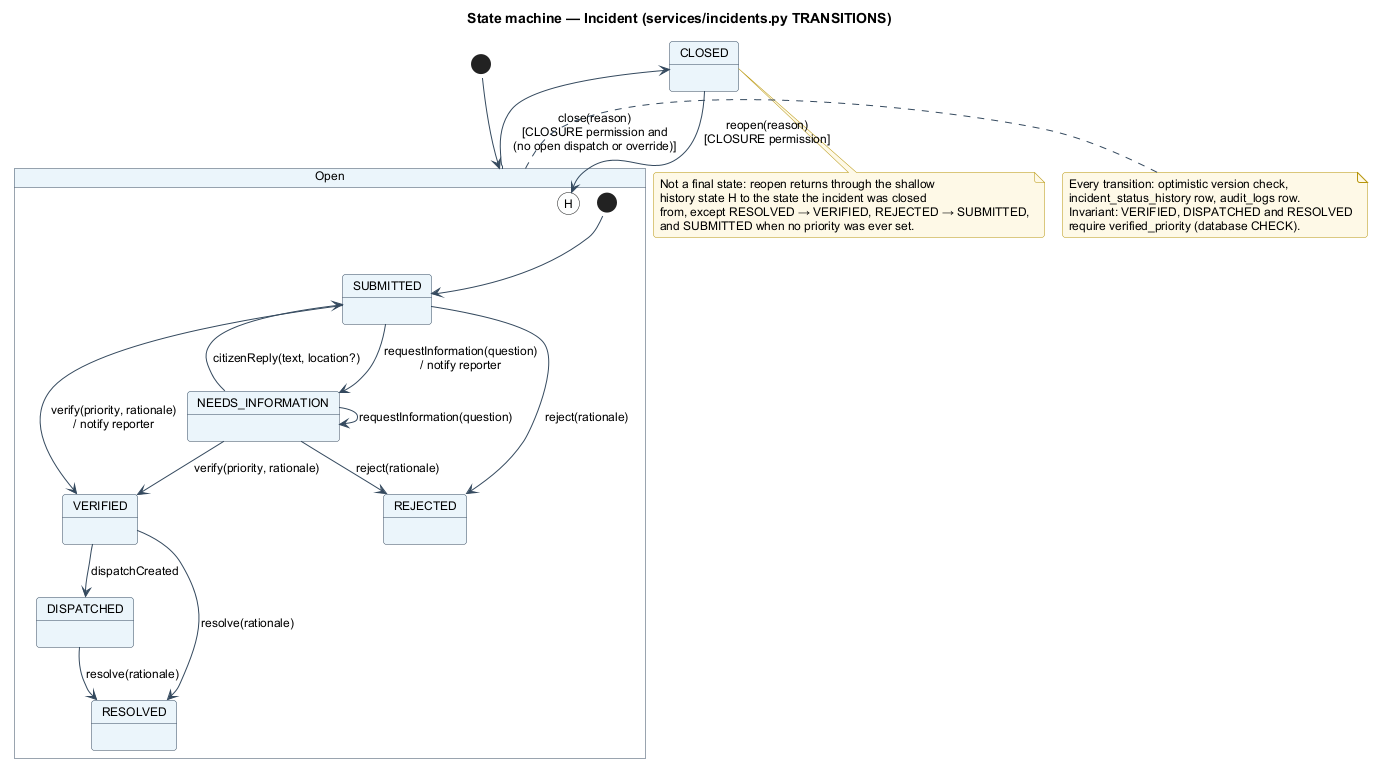 State machine — Incident (services/incidents.py TRANSITIONS)
CLOSED
close(reason)
[CLOSURE permission and
(no open dispatch or override)]
reopen(reason)
[CLOSURE permission]
Open
H
Not a final state: reopen returns through the shallow
history state H to the state the incident was closed
from, except RESOLVED → VERIFIED, REJECTED → SUBMITTED,
and SUBMITTED when no priority was ever set.
Every transition: optimistic version check,
incident_status_history row, audit_logs row.
Invariant: VERIFIED, DISPATCHED and RESOLVED
require verified_priority (database CHECK).
SUBMITTED
citizenReply(text, location?)
requestInformation(question)
/ notify reporter
verify(priority, rationale)
/ notify reporter
NEEDS_INFORMATION
requestInformation(question)
reject(rationale)
verify(priority, rationale)
reject(rationale)
VERIFIED
REJECTED
dispatchCreated
DISPATCHED
resolve(rationale)
resolve(rationale)
RESOLVED